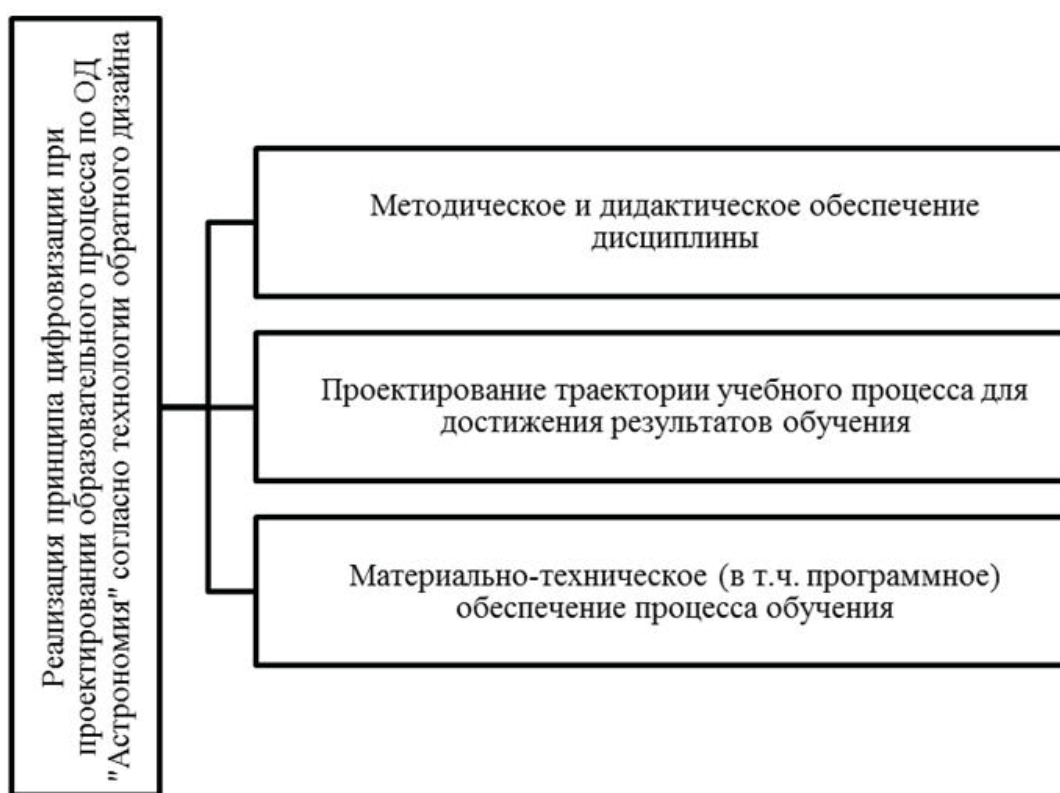 Реализация принципа цифровизации при
проектировании образовательного процесса по ОД
"Астрономия" согласно технологии обратного дизайна
Методическое и дидактическое обеспечение
дисциплины
Проектирование траектории учебного процесса для
достижения результатов обучения
Материально-техническое (в т.ч. программное)
обеспечение процесса обучения